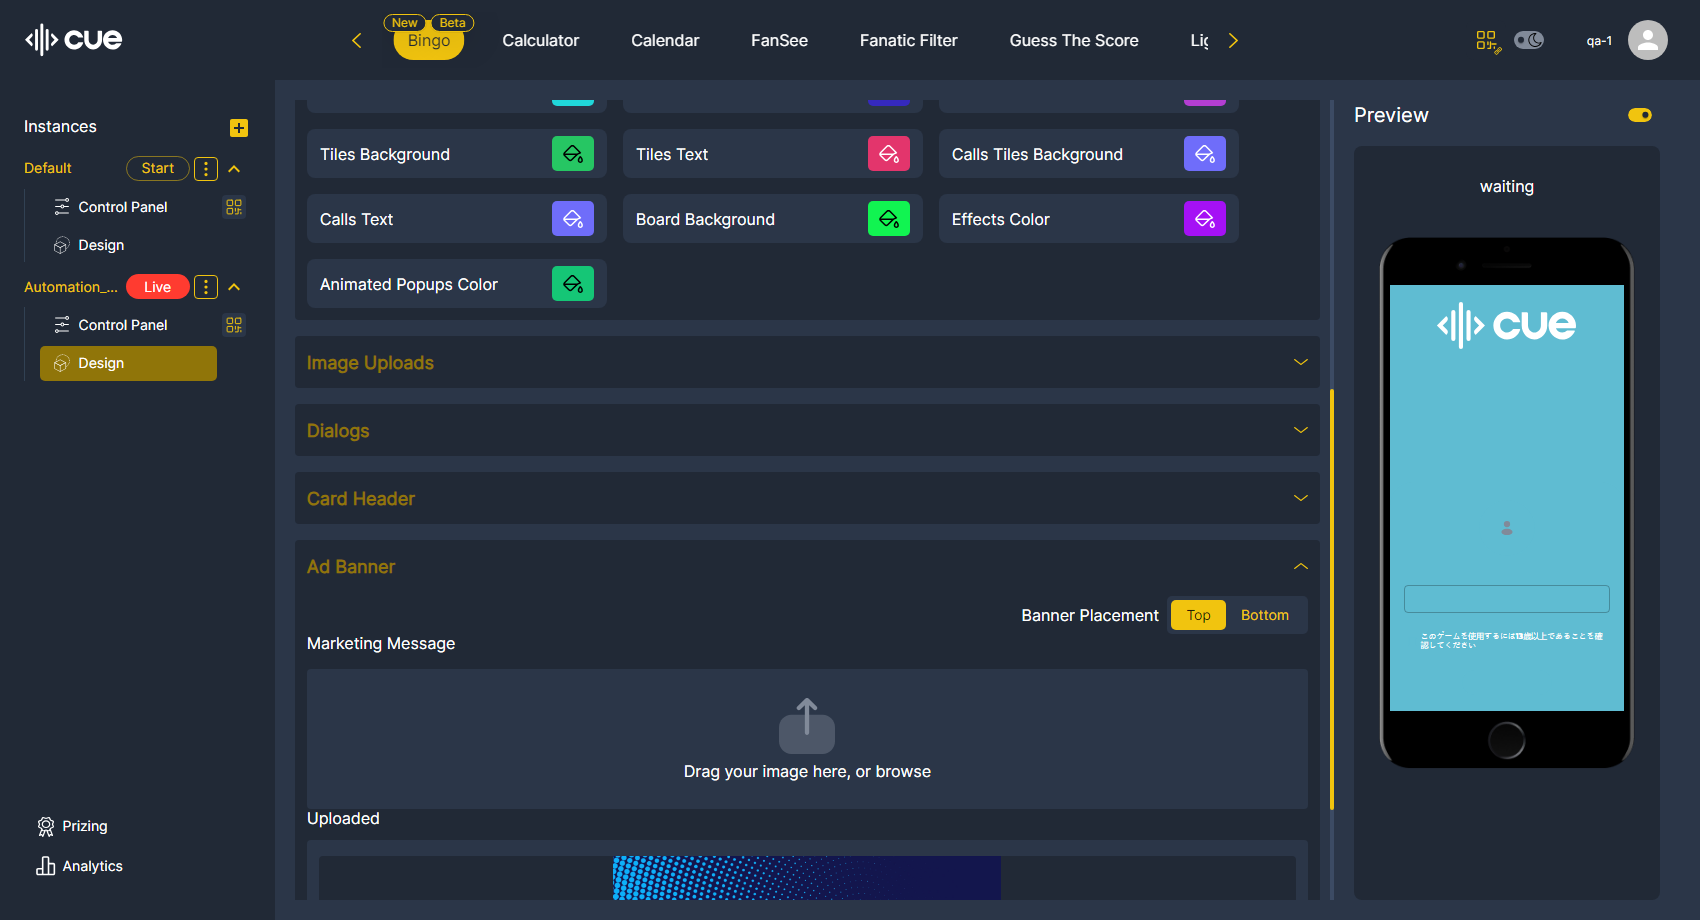 cue
New
Beta
Bingo
Calculator
Calendar
FanSee
Fanatic Filter
Guess The Score
Lig
qa-1
Instances
Default
Start
Control Panel
Design
Automation_...
Live
Control Panel
Design
Prizing
Analytics
Tiles Background
Tiles Text
Calls Tiles Background
Calls Text
Board Background
Effects Color
Animated Popups Color
Image Uploads
Dialogs
Card Header
Ad Banner
Banner Placement
Top
Bottom
Marketing Message
Drag your image here, or browse
Uploaded
Preview
waiting
cue
このゲームを使用するには13歳以上であることを確
認してください